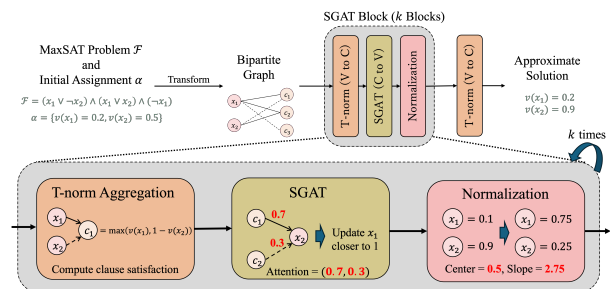 SGAT Block (k Blocks)
MaxSAT Problem ℱ
and
Initial Assignment α
Transform
Bipartite
Graph
ℱ = (x₁ ∨ ¬x₂) ∧ (x₁ ∨ x₂) ∧ (¬x₁)
α = {v(x₁) = 0.2, v(x₂) = 0.5}
x₁
x₂
c₁
c₂
c₃
T-norm (V to C)
SGAT (C to V)
Normalization
T-norm (V to C)
Approximate
Solution
v(x₁) = 0.2
v(x₂) = 0.9
k times
T-norm Aggregation
x₁
x₂
c₁
= max(v(x₁), 1 − v(x₂))
Compute clause satisfaction
SGAT
c₁
0.7
0.3
x₂
c₂
Update x₁
closer to 1
Attention = (0.7, 0.3)
Normalization
x₁ = 0.1
x₁ = 0.75
x₂ = 0.9
x₂ = 0.25
Center = 0.5, Slope = 2.75